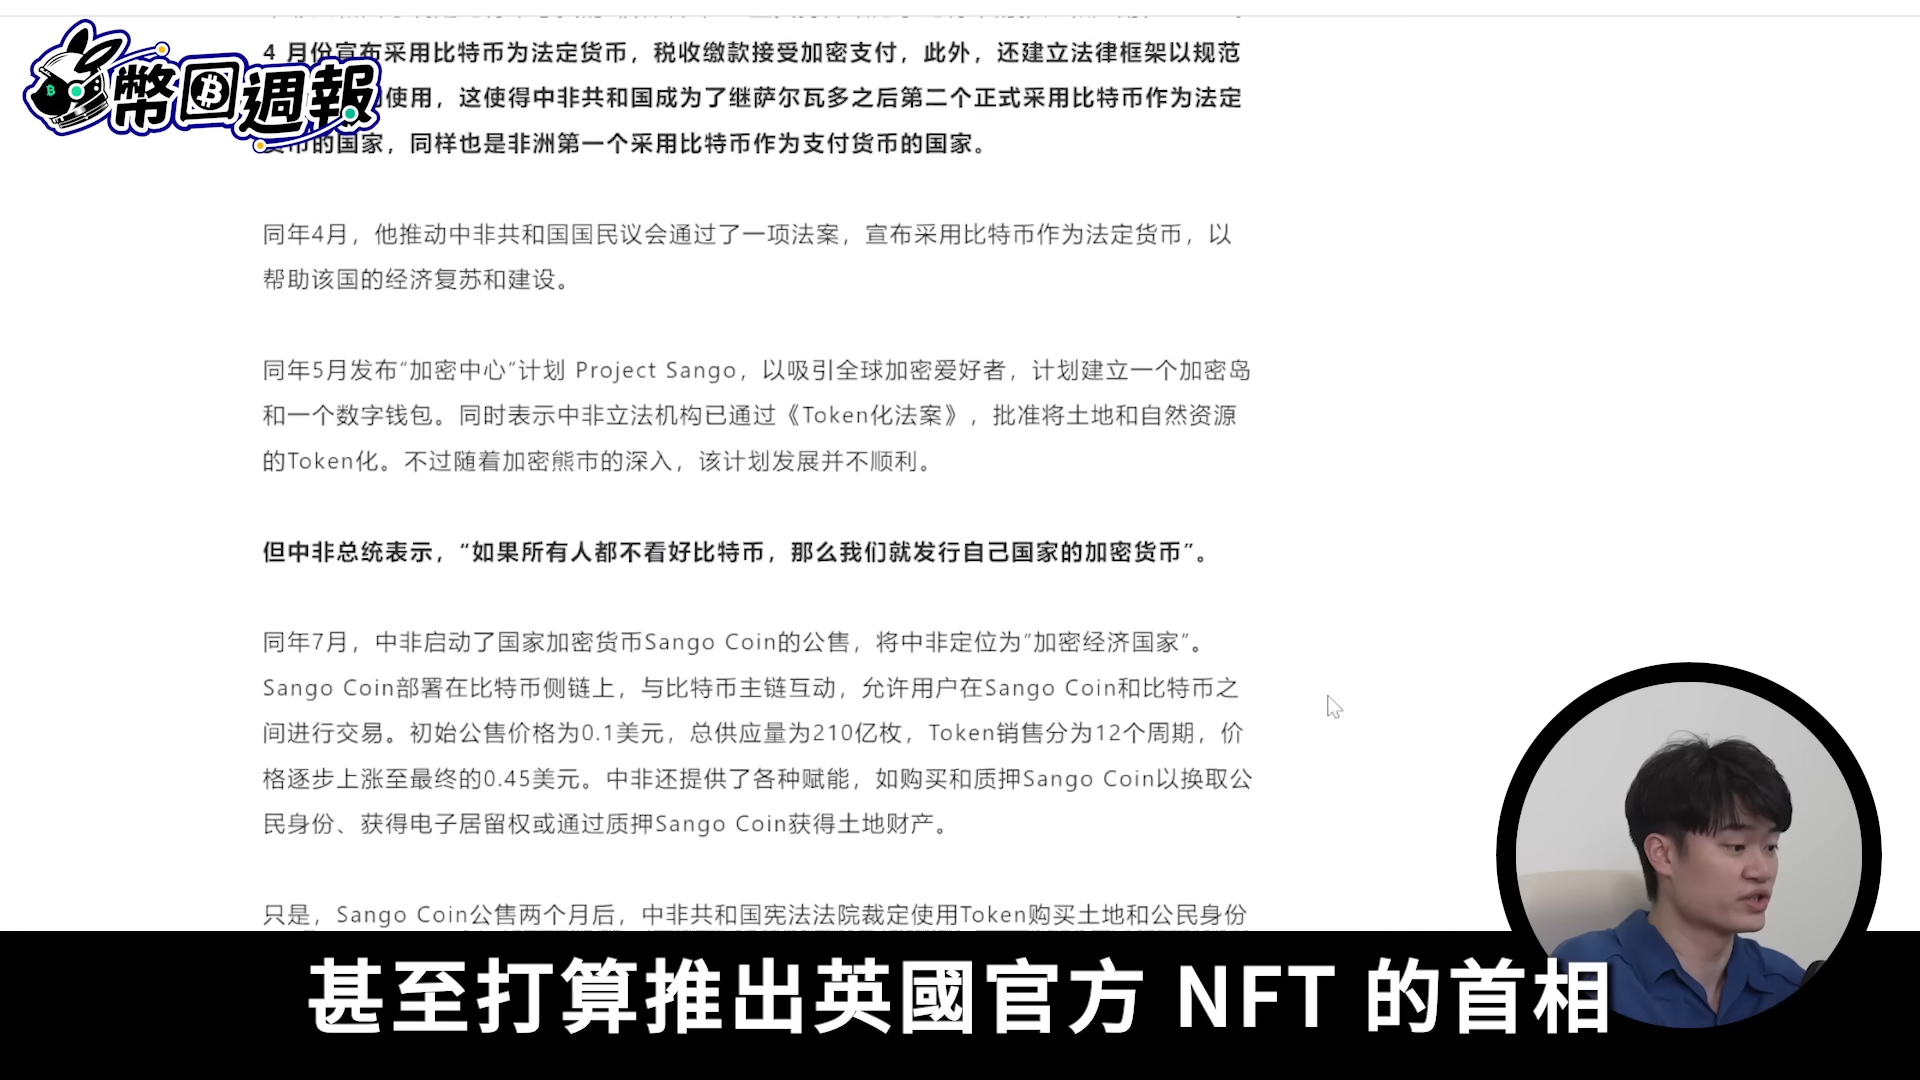 幣圈週報
4 月份宣布采用比特币为法定货币，税收缴款接受加密支付，此外，还建立法律框架以规范
使用，这使得中非共和国成为了继萨尔瓦多之后第二个正式采用比特币作为法定
货币的国家，同样也是非洲第一个采用比特币作为支付货币的国家。
同年4月，他推动中非共和国国民议会通过了一项法案，宣布采用比特币作为法定货币，以
帮助该国的经济复苏和建设。
同年5月发布“加密中心”计划 Project Sango，以吸引全球加密爱好者，计划建立一个加密岛
和一个数字钱包。同时表示中非立法机构已通过《Token化法案》，批准将土地和自然资源
的Token化。不过随着加密熊市的深入，该计划发展并不顺利。
但中非总统表示，“如果所有人都不看好比特币，那么我们就发行自己国家的加密货币”。
同年7月，中非启动了国家加密货币Sango Coin的公售，将中非定位为”加密经济国家”。
Sango Coin部署在比特币侧链上，与比特币主链互动，允许用户在Sango Coin和比特币之
间进行交易。初始公售价格为0.1美元，总供应量为210亿枚，Token销售分为12个周期，价
格逐步上涨至最终的0.45美元。中非还提供了各种赋能，如购买和质押Sango Coin以换取公
民身份、获得电子居留权或通过质押Sango Coin获得土地财产。
只是，Sango Coin公售两个月后，中非共和国宪法法院裁定使用Token购买土地和公民身份
甚至打算推出英國官方 NFT 的首相